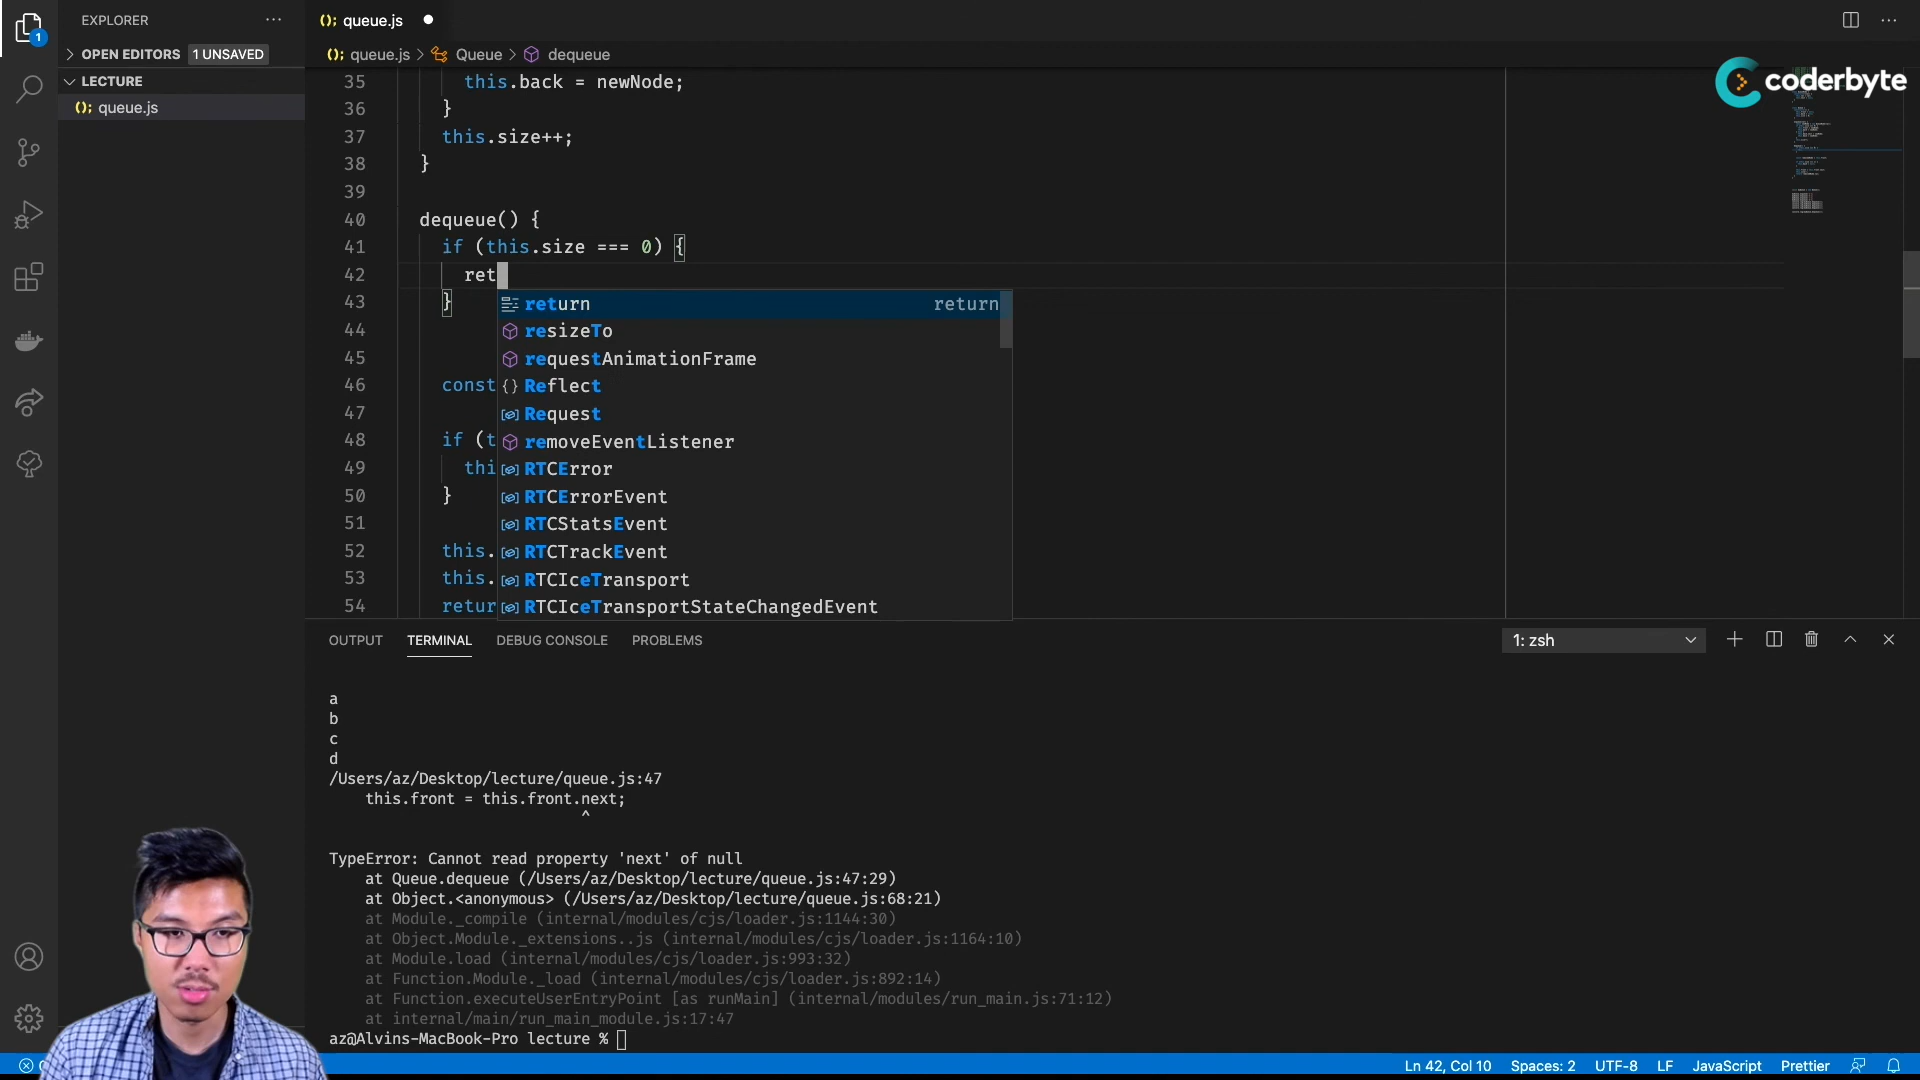 EXPLORER
queue.js
OPEN EDITORS
1 UNSAVED
queue.js
Queue
dequeue
LECTURE
coderbyte
queue.js
1
35 this.back = newNode;
36 }
37 this.size++;
38 }
39
40 dequeue() {
41 if (this.size === 0) {
42 ret
43 }
return return
44
resizeTo
45
requestAnimationFrame
46 const
Reflect
47
Request
48 if (t
removeEventListener
49 thi
RTCError
50 }
RTCErrorEvent
51
RTCStatsEvent
52 this.
RTCTrackEvent
53 this.
RTCIceTransport
54 retur
RTCIceTransportStateChangedEvent
OUTPUT
TERMINAL
DEBUG CONSOLE
PROBLEMS
1: zsh
a
b
c
d
/Users/az/Desktop/lecture/queue.js:47
this.front = this.front.next;
^
TypeError: Cannot read property 'next' of null
at Queue.dequeue (/Users/az/Desktop/lecture/queue.js:47:29)
at Object.<anonymous> (/Users/az/Desktop/lecture/queue.js:68:21)
at Module._compile (internal/modules/cjs/loader.js:1144:30)
at Object.Module._extensions..js (internal/modules/cjs/loader.js:1164:10)
at Module.load (internal/modules/cjs/loader.js:993:32)
at Function.Module._load (internal/modules/cjs/loader.js:892:14)
at Function.executeUserEntryPoint [as runMain] (internal/modules/run_main.js:71:12)
at internal/main/run_main_module.js:17:47
az@Alvins-MacBook-Pro lecture %
Ln 42, Col 10
Spaces: 2
UTF-8
LF
JavaScript
Prettier